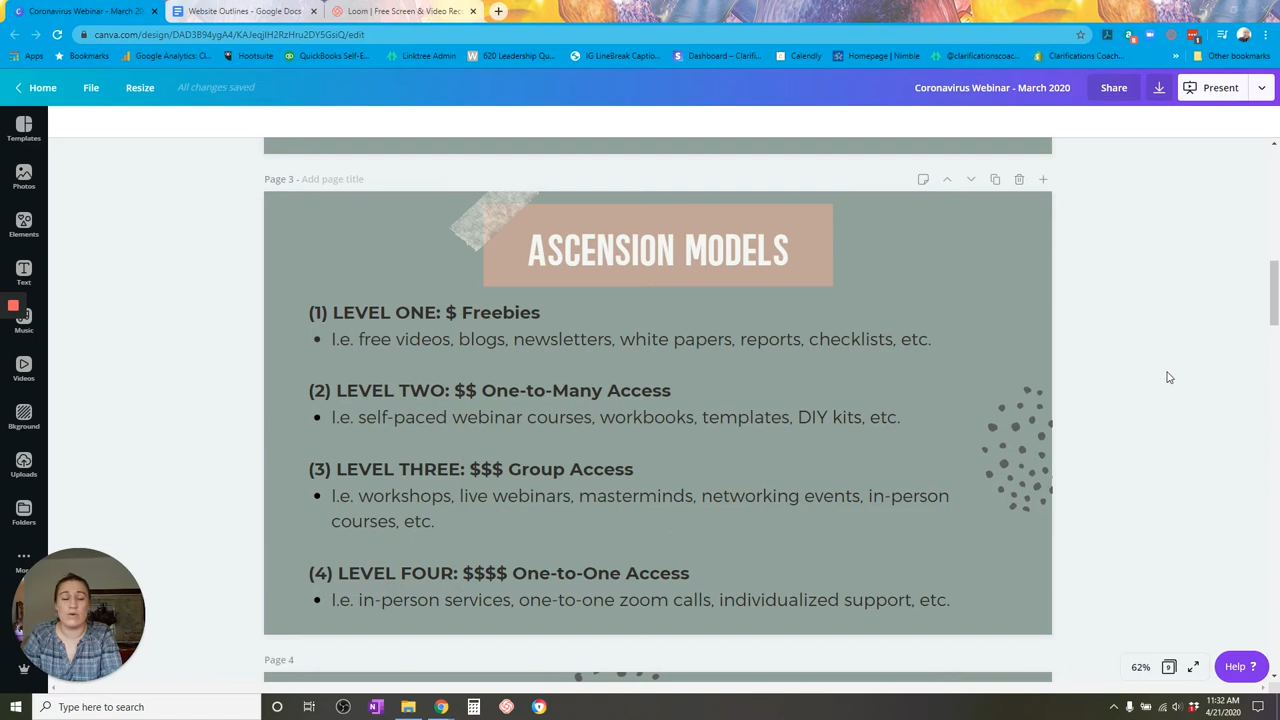 Coronavirus Webinar - March 20
Website Outlines - Google Docs
Loom | Free Screen & Video Rec
canva.com/design/DAD3B94ygA4/KAJeqjIH2RzHru2DY5GsiQ/edit
Apps
Bookmarks
Google Analytics: Cl...
Hootsuite
QuickBooks Self-E...
Linktree Admin
620 Leadership Qu...
IG LineBreak Captio...
Dashboard – Clarifi...
Calendly
Homepage | Nimble
@clarificationscoac...
Clarifications Coach...
»
Other bookmarks
Home
File
Resize
All changes saved
Coronavirus Webinar - March 2020
Share
Present
Templates
Photos
Elements
Text
Music
Videos
Bkground
Uploads
Folders
Page 3 - Add page title
ASCENSION MODELS
(1) LEVEL ONE: $ Freebies
• I.e. free videos, blogs, newsletters, white papers, reports, checklists, etc.
(2) LEVEL TWO: $$ One-to-Many Access
• I.e. self-paced webinar courses, workbooks, templates, DIY kits, etc.
(3) LEVEL THREE: $$$ Group Access
• I.e. workshops, live webinars, masterminds, networking events, in-person
courses, etc.
(4) LEVEL FOUR: $$$$ One-to-One Access
• I.e. in-person services, one-to-one zoom calls, individualized support, etc.
Page 4
62%
9
Help ?
Type here to search
11:32 AM
4/21/2020